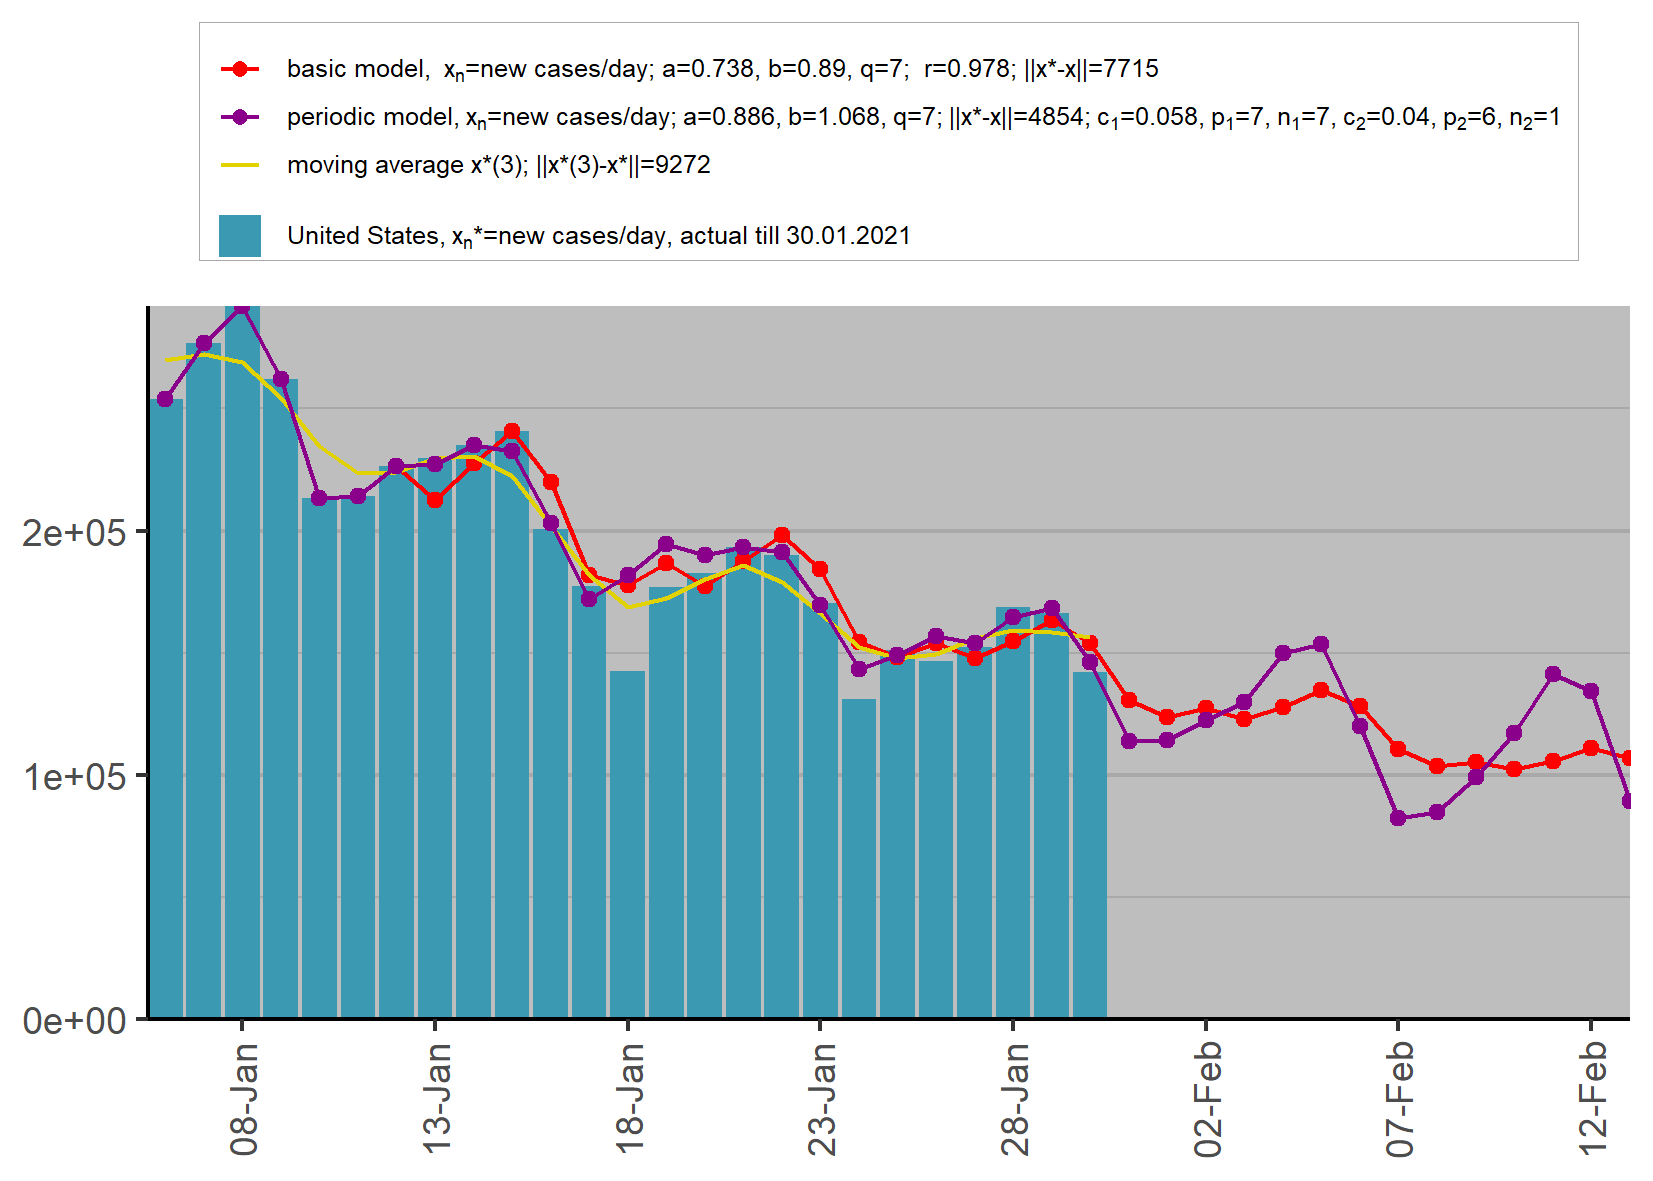 basic model,  xn=new cases/day; a=0.738, b=0.89, q=7;  r=0.978; ||x*-x||=7715
periodic model, xn=new cases/day; a=0.886, b=1.068, q=7; ||x*-x||=4854; c1=0.058, p1=7, n1=7, c2=0.04, p2=6, n2=1
moving average x*(3); ||x*(3)-x*||=9272
United States, xn*=new cases/day, actual till 30.01.2021
2e+05
1e+05
0e+00
08-Jan
13-Jan
18-Jan
23-Jan
28-Jan
02-Feb
07-Feb
12-Feb